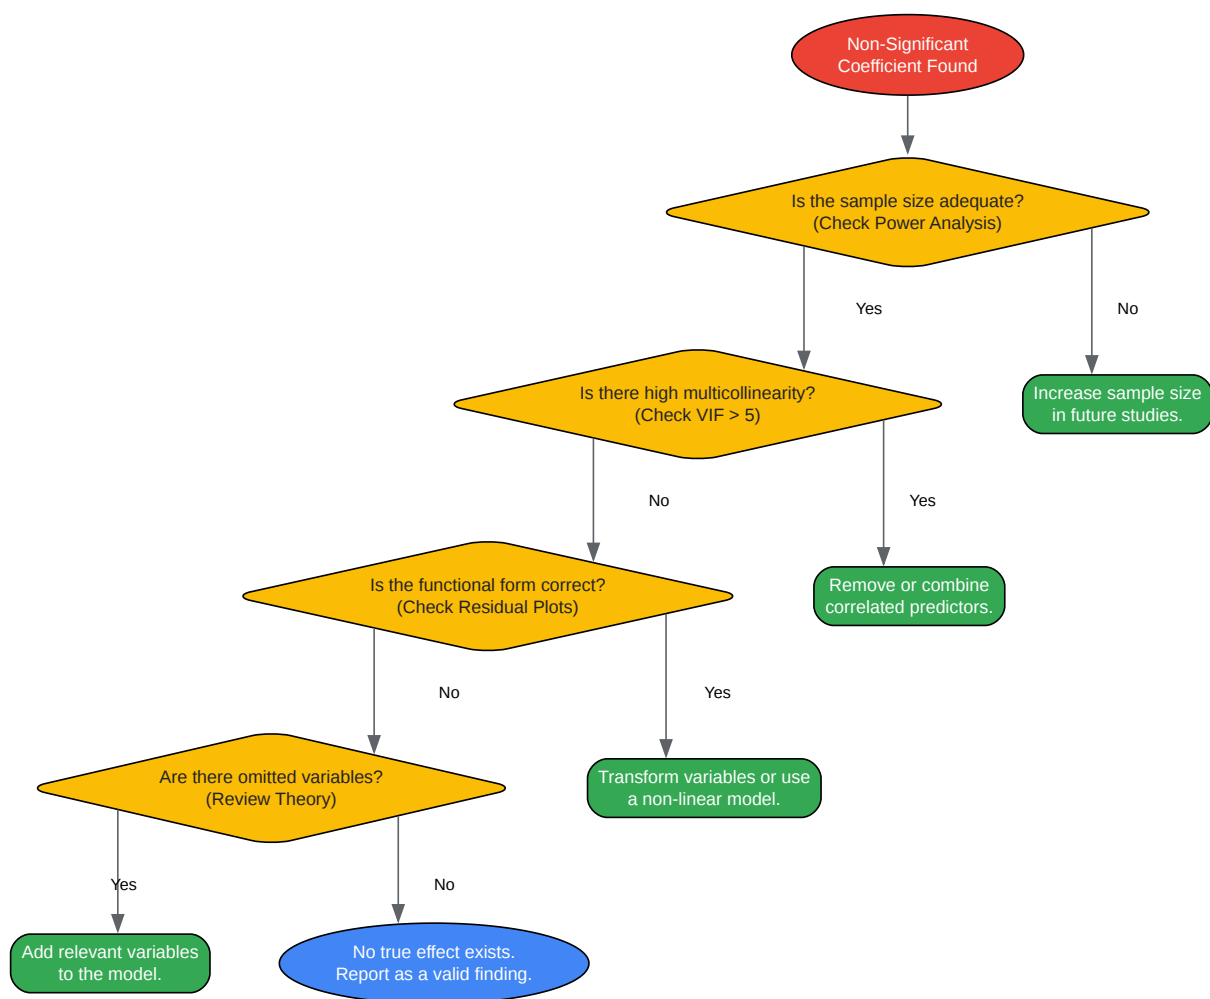 Non-Significant
Coefficient Found
Is the sample size adequate?
(Check Power Analysis)
Yes
No
Is there high multicollinearity?
(Check VIF > 5)
Increase sample size
in future studies.
No
Yes
Is the functional form correct?
(Check Residual Plots)
Remove or combine
correlated predictors.
No
Yes
Are there omitted variables?
(Review Theory)
Transform variables or use
a non-linear model.
Yes
No
Add relevant variables
to the model.
No true effect exists.
Report as a valid finding.